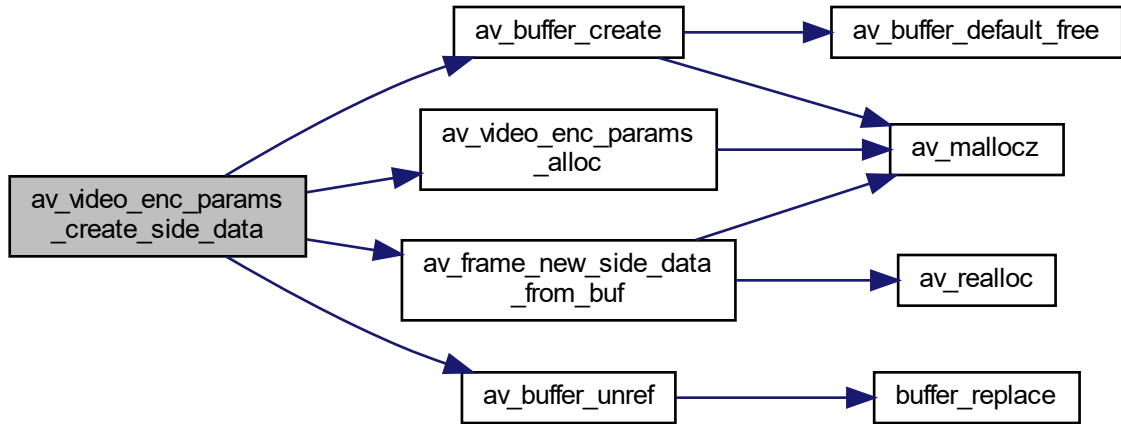 av_buffer_create
av_buffer_default_free
av_video_enc_params
_alloc
av_mallocz
av_video_enc_params
_create_side_data
av_frame_new_side_data
_from_buf
av_realloc
av_buffer_unref
buffer_replace